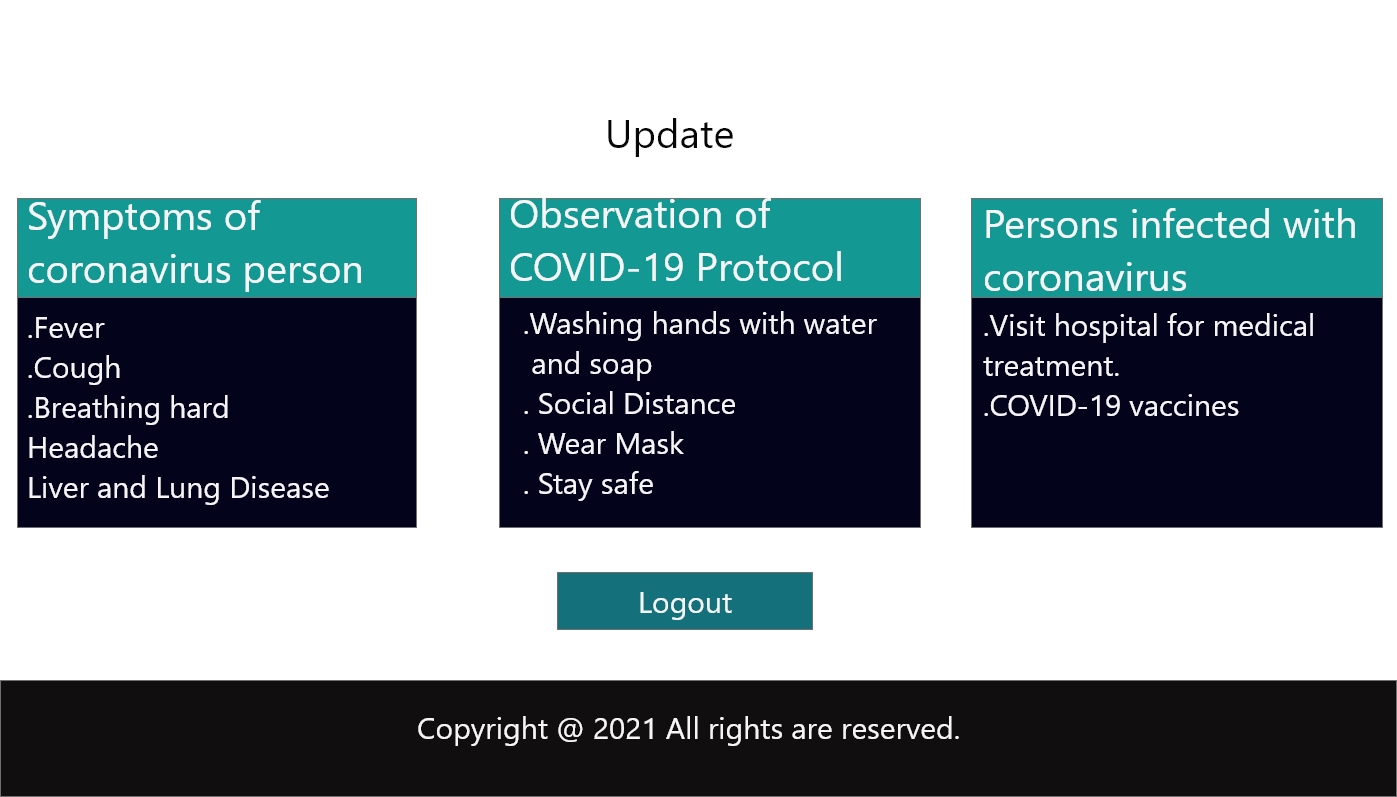 Update
Symptoms of
coronavirus person
.Fever
.Cough
.Breathing hard
Headache
Liver and Lung Disease
Observation of
COVID-19 Protocol
.Washing hands with water
and soap
. Social Distance
. Wear Mask
. Stay safe
Persons infected with
coronavirus
.Visit hospital for medical
treatment.
.COVID-19 vaccines
Logout
Copyright @ 2021 All rights are reserved.